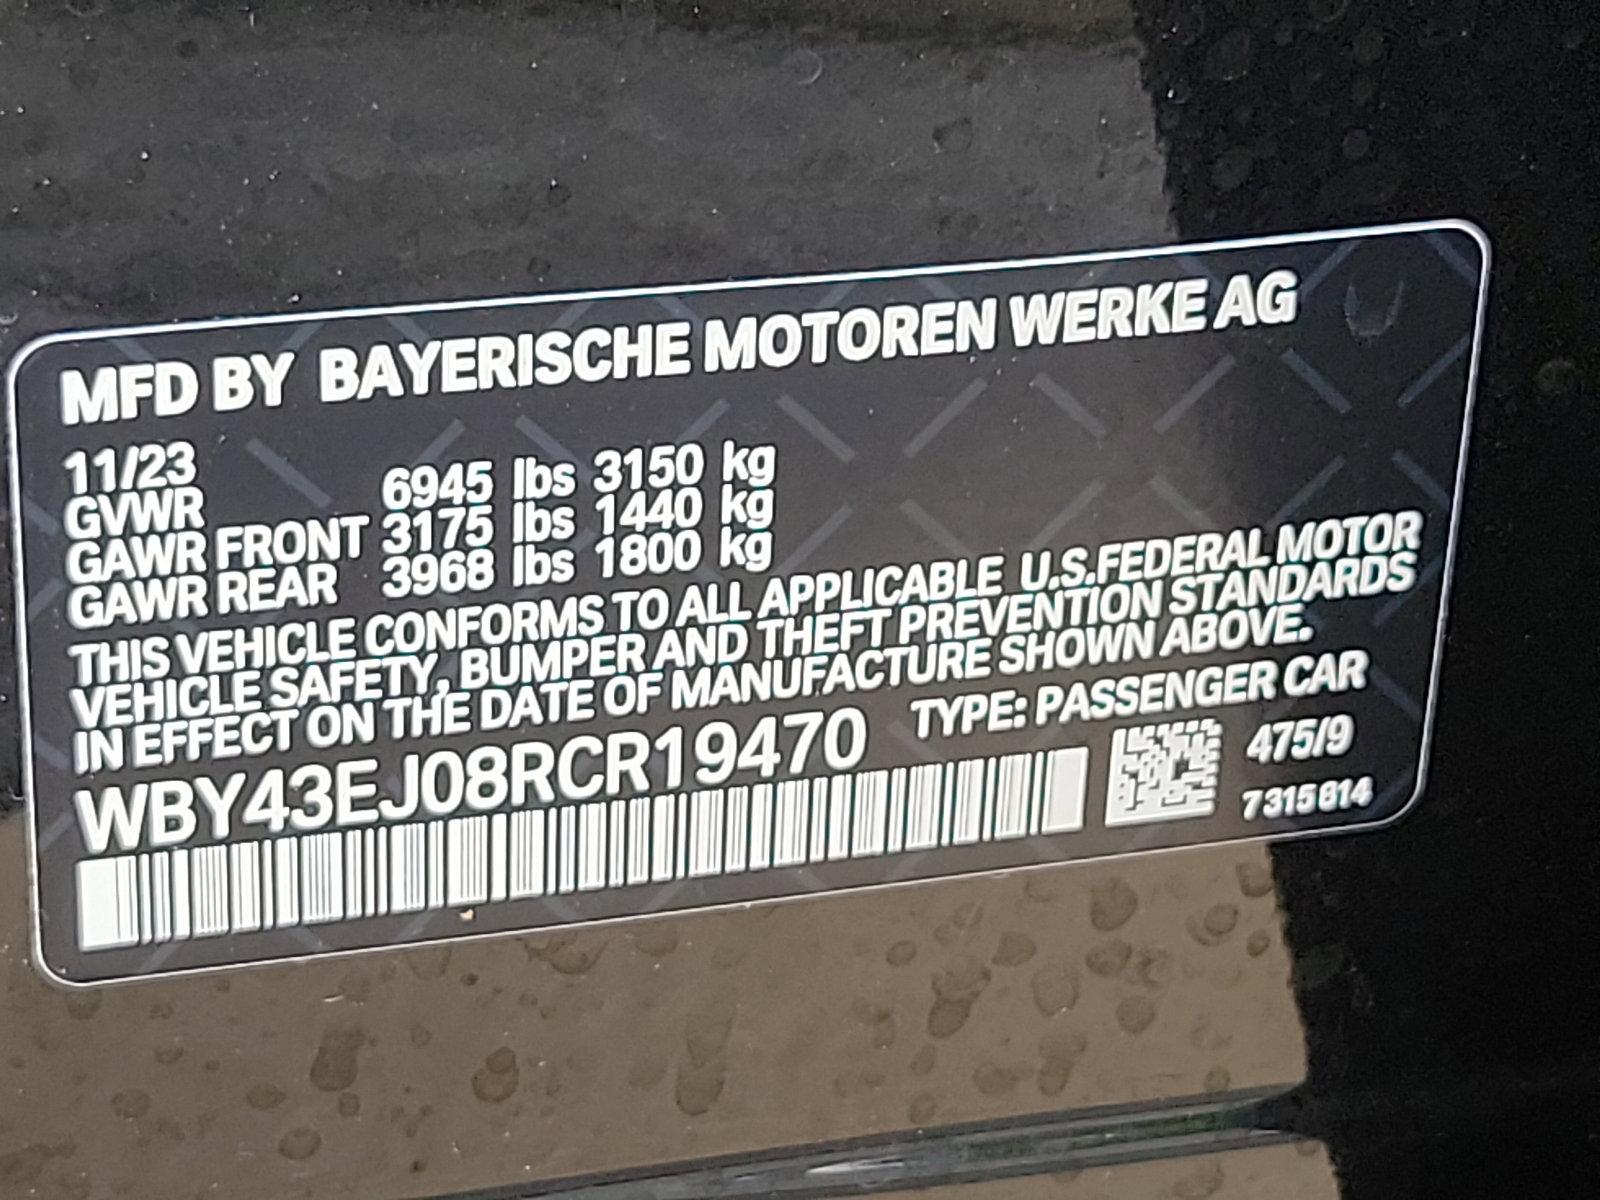 MFD BY BAYERISCHE MOTOREN WERKE AG
11/23
GVWR 6945 lbs 3150 kg
GAWR FRONT 3175 lbs 1440 kg
GAWR REAR 3968 lbs 1800 kg
THIS VEHICLE CONFORMS TO ALL APPLICABLE U.S.FEDERAL MOTOR
VEHICLE SAFETY, BUMPER AND THEFT PREVENTION STANDARDS
IN EFFECT ON THE DATE OF MANUFACTURE SHOWN ABOVE.
WBY43EJ08RCR19470 TYPE: PASSENGER CAR
475/9
7315814